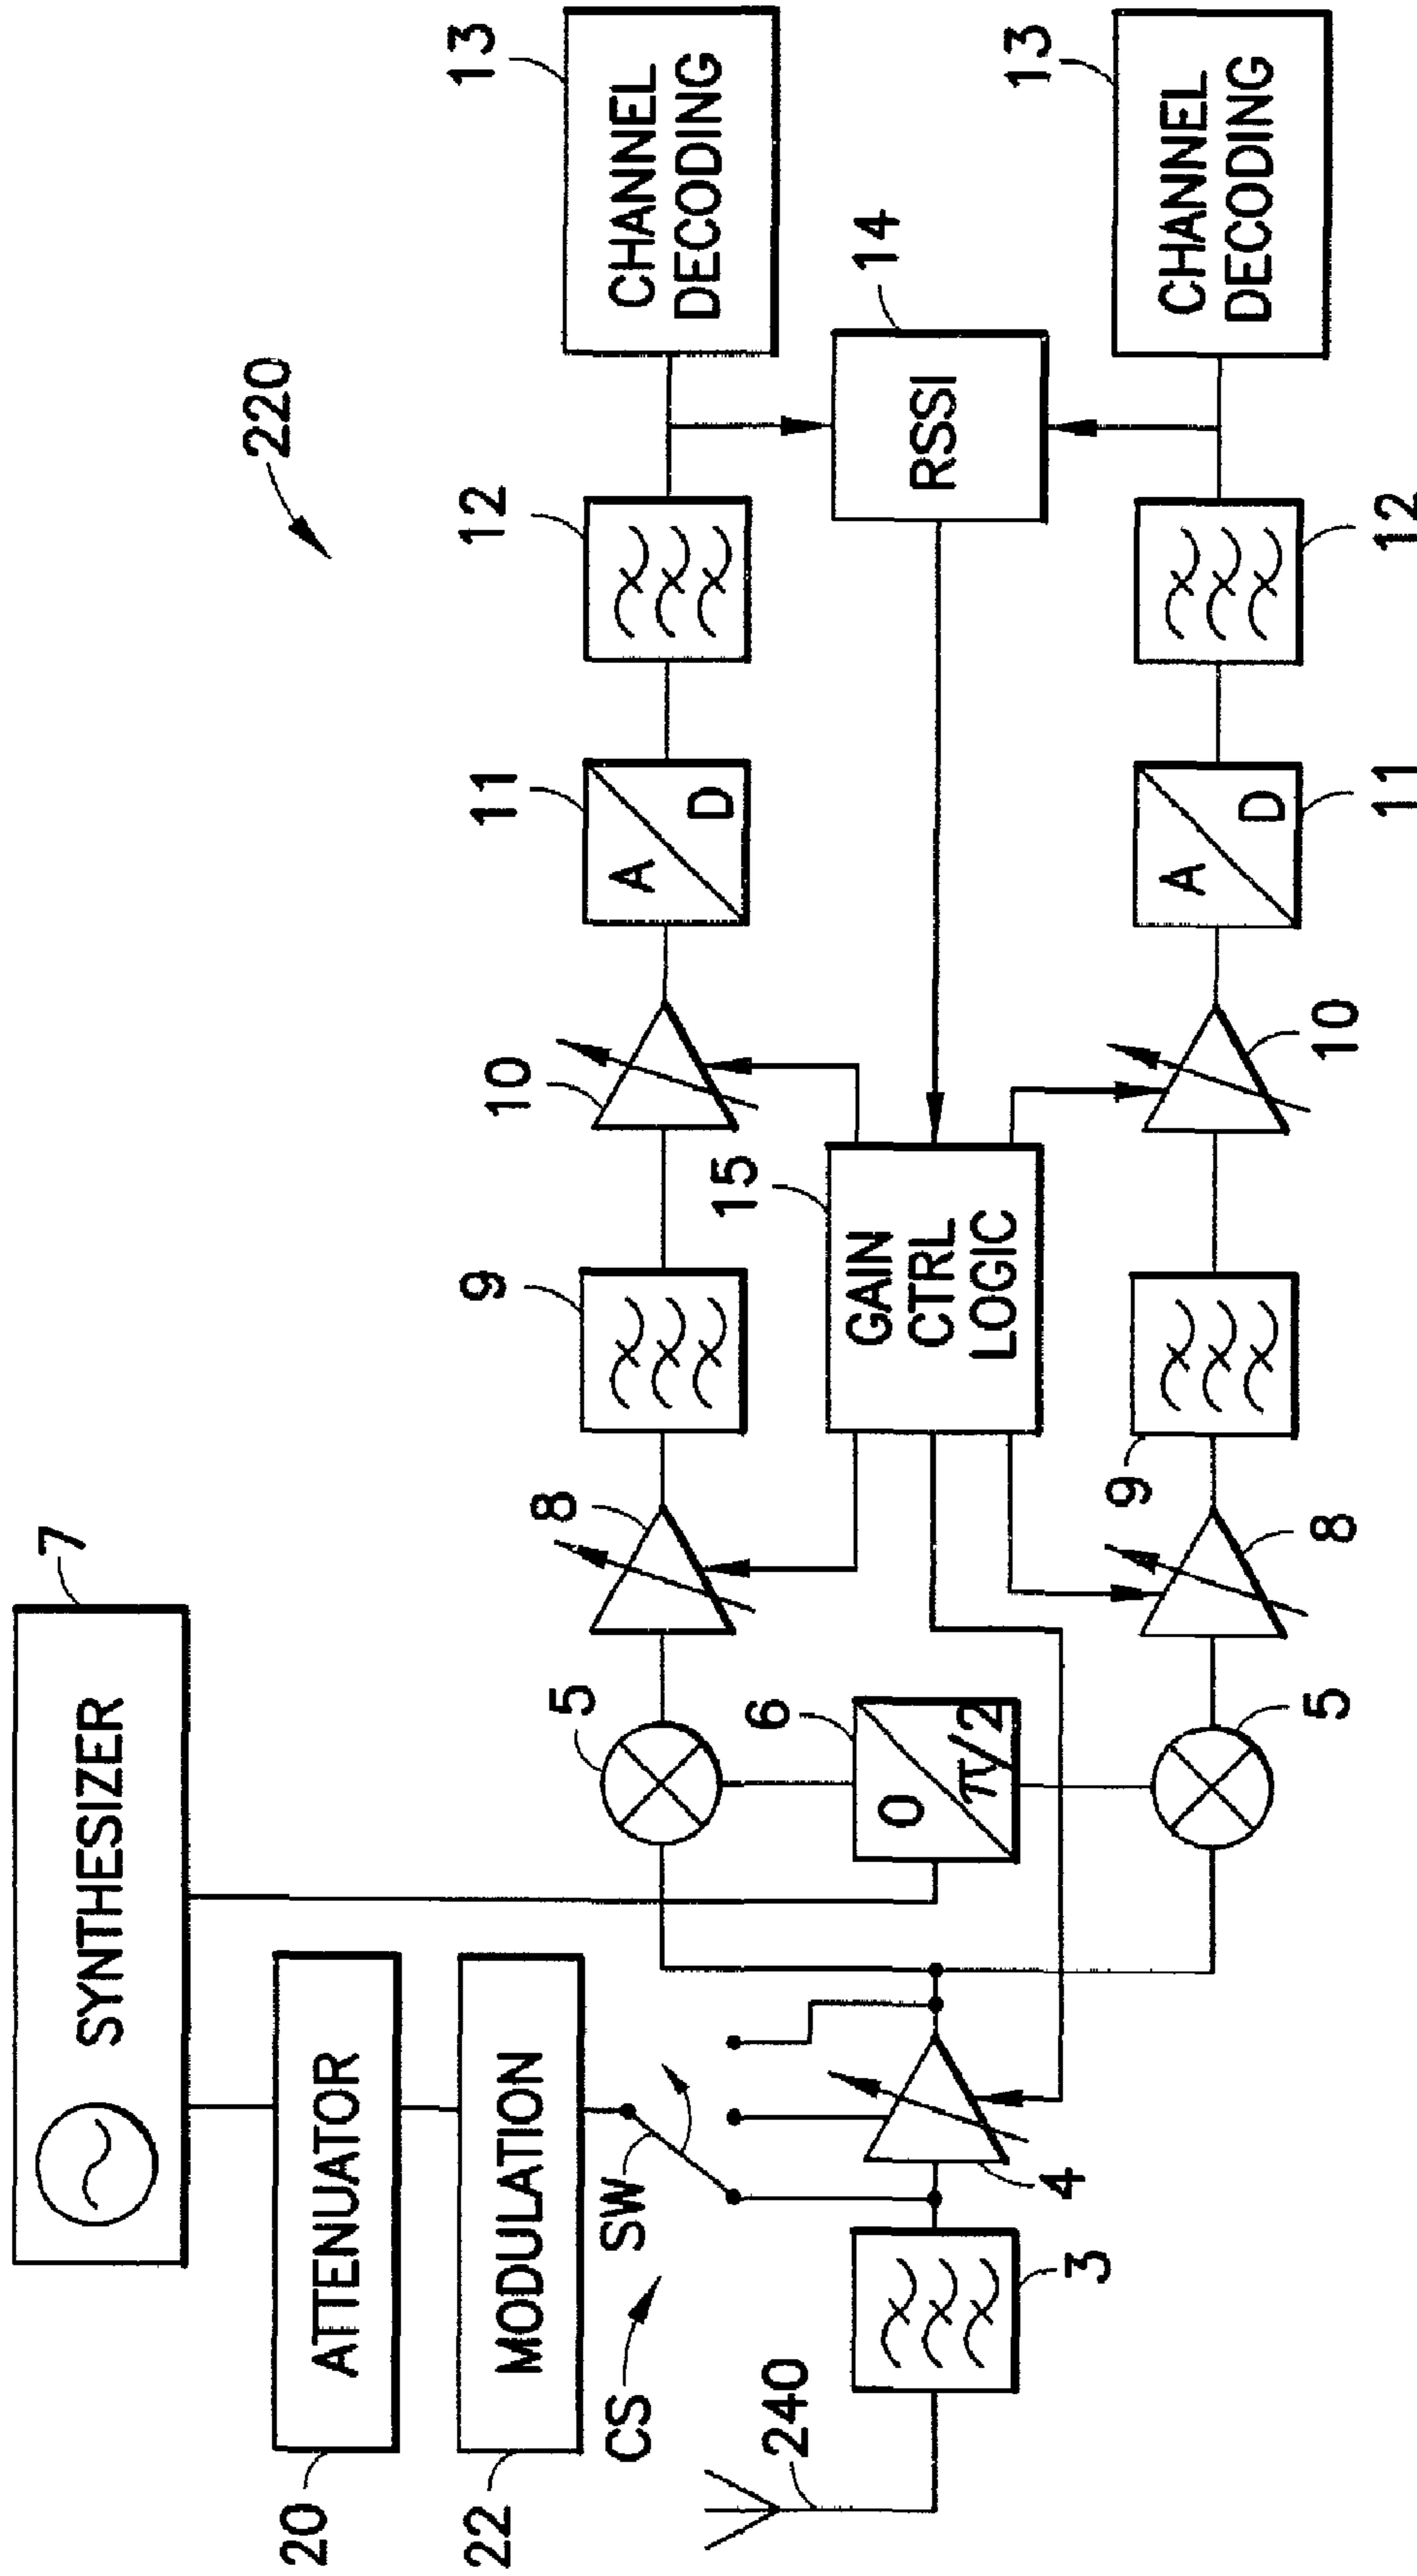 220
7
SYNTHESIZER
20
ATTENUATOR
22
MODULATION
CS
SW
240
3
4
5
6
0
π/2
5
8
9
10
11
A
D
12
13
CHANNEL
DECODING
15
GAIN
CTRL
LOGIC
14
RSSI
8
9
10
11
A
D
12
13
CHANNEL
DECODING